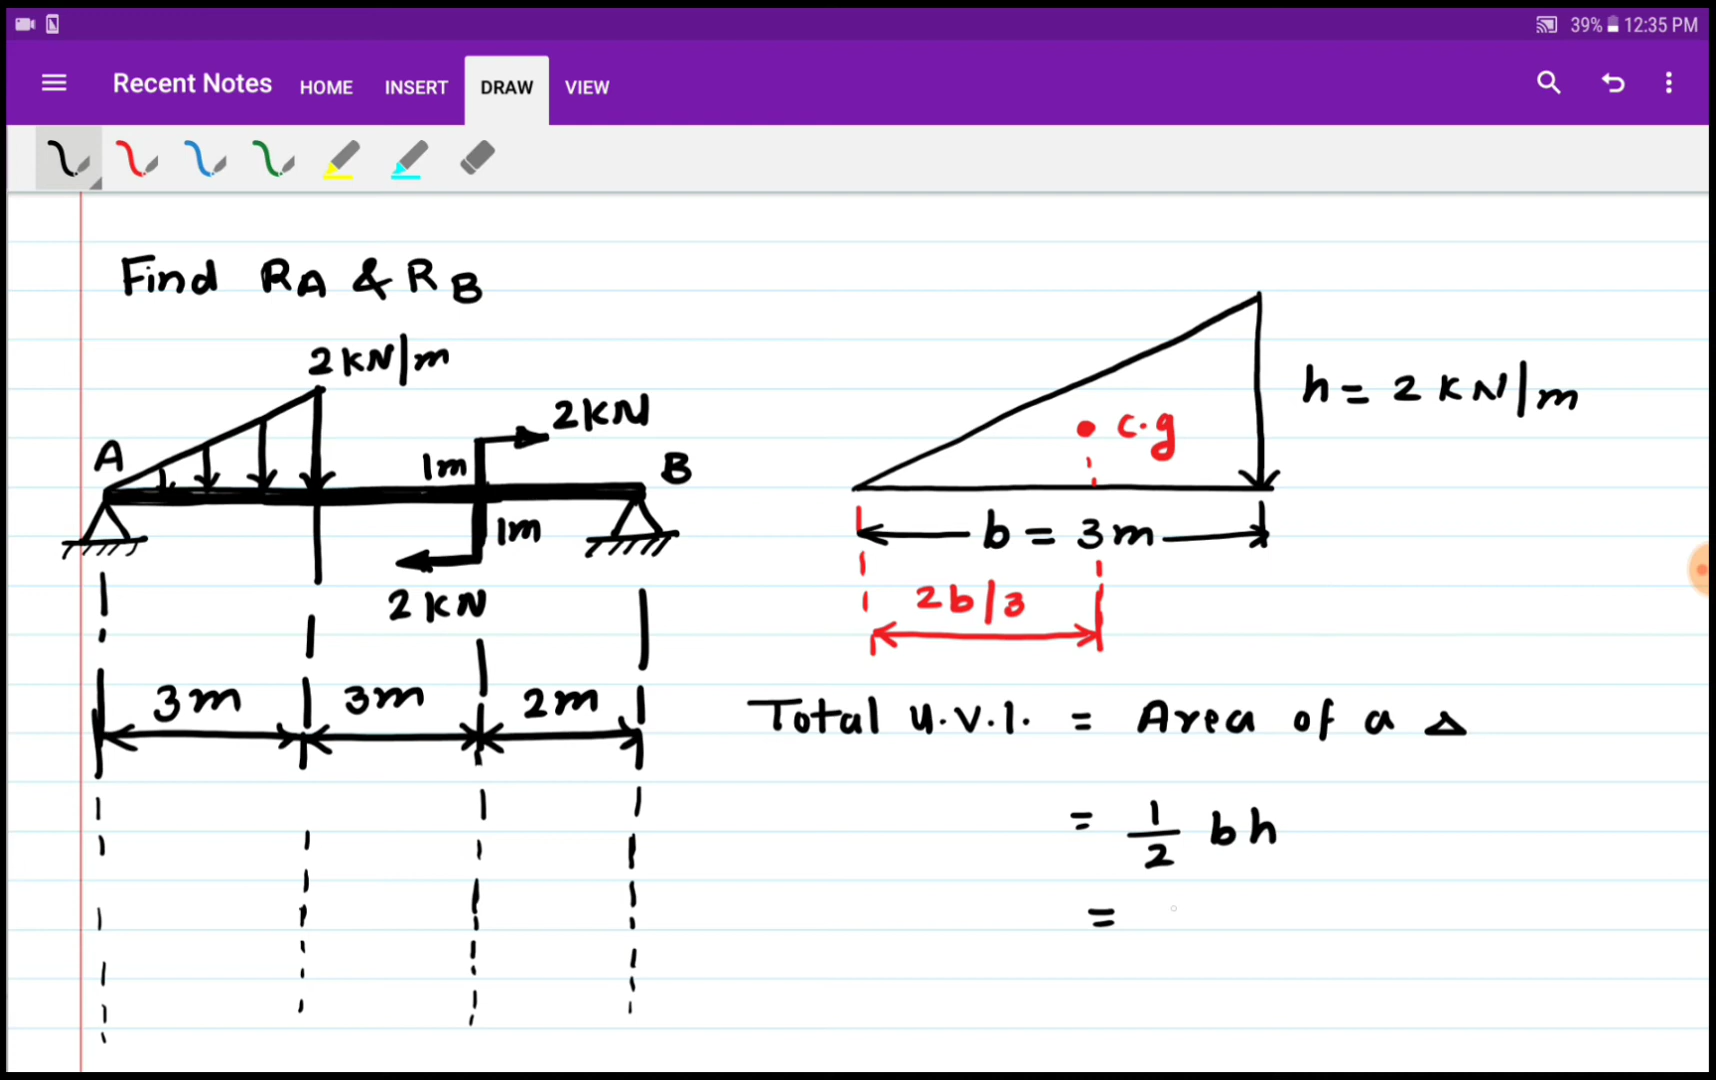 39% 12:35 PM
Recent Notes HOME INSERT DRAW VIEW
Find RA & RB
2 kN/m
h = 2 kN/m
2 kN
c.g
A
1m
B
1m
b = 3m
2 kN
2b/3
3m 3m 2m
Total u.v.l. = Area of a Δ
= 1/2 bh
=